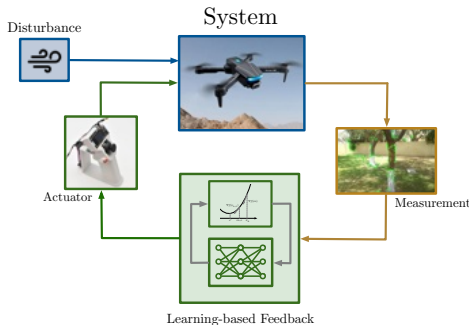 System
Disturbance
Actuator
Measurement
Learning-based Feedback